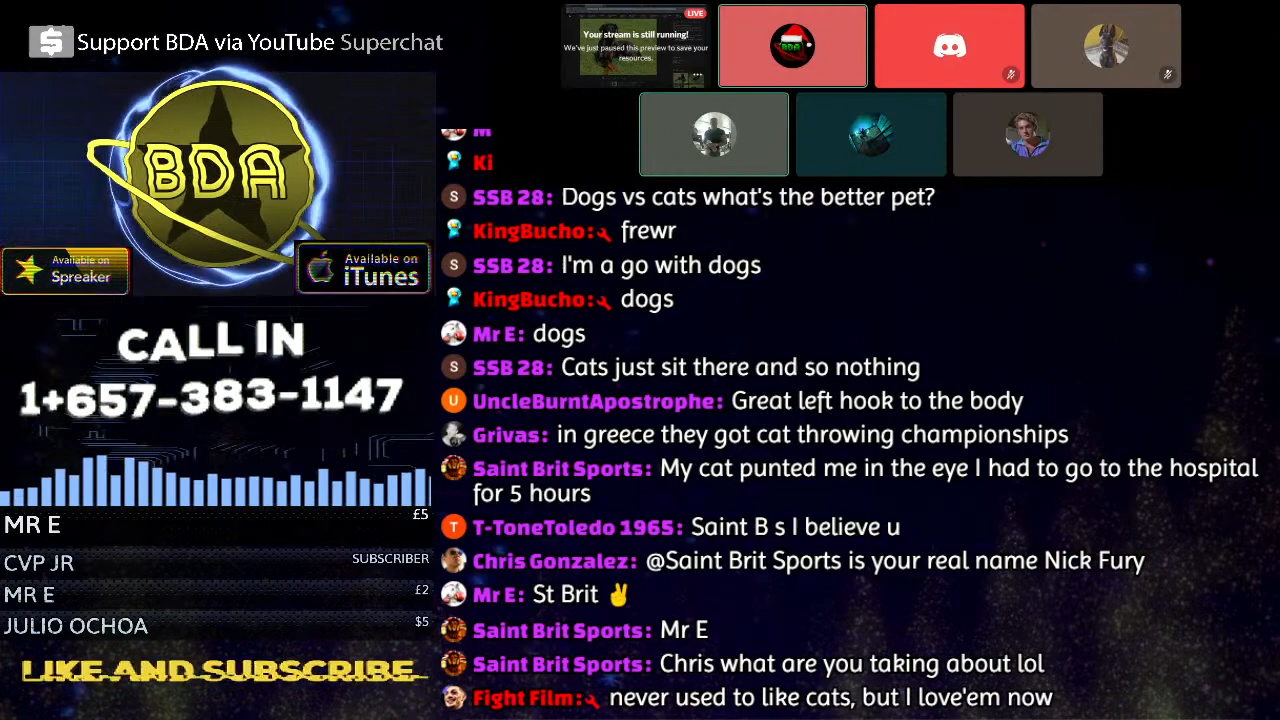 Support BDA via YouTube Superchat
BDA
Available on
Spreaker
Available on
iTunes
CALL IN
1+657-383-1147
MR E £5
CVP JR SUBSCRIBER
MR E £2
JULIO OCHOA $5
LIKE AND SUBSCRIBE
LIVE
Your stream is still running!
We've just paused this preview to save your
resources.
BDA
M
Ki
S SSB 28: Dogs vs cats what's the better pet?
KingBucho: frewr
S SSB 28: I'm a go with dogs
KingBucho: dogs
Mr E: dogs
S SSB 28: Cats just sit there and so nothing
U UncleBurntApostrophe: Great left hook to the body
Grivas: in greece they got cat throwing championships
Saint Brit Sports: My cat punted me in the eye I had to go to the hospital
for 5 hours
T T-ToneToledo 1965: Saint B s I believe u
Chris Gonzalez: @Saint Brit Sports is your real name Nick Fury
Mr E: St Brit ✌
Saint Brit Sports: Mr E
Saint Brit Sports: Chris what are you taking about lol
Fight Film: never used to like cats, but I love'em now